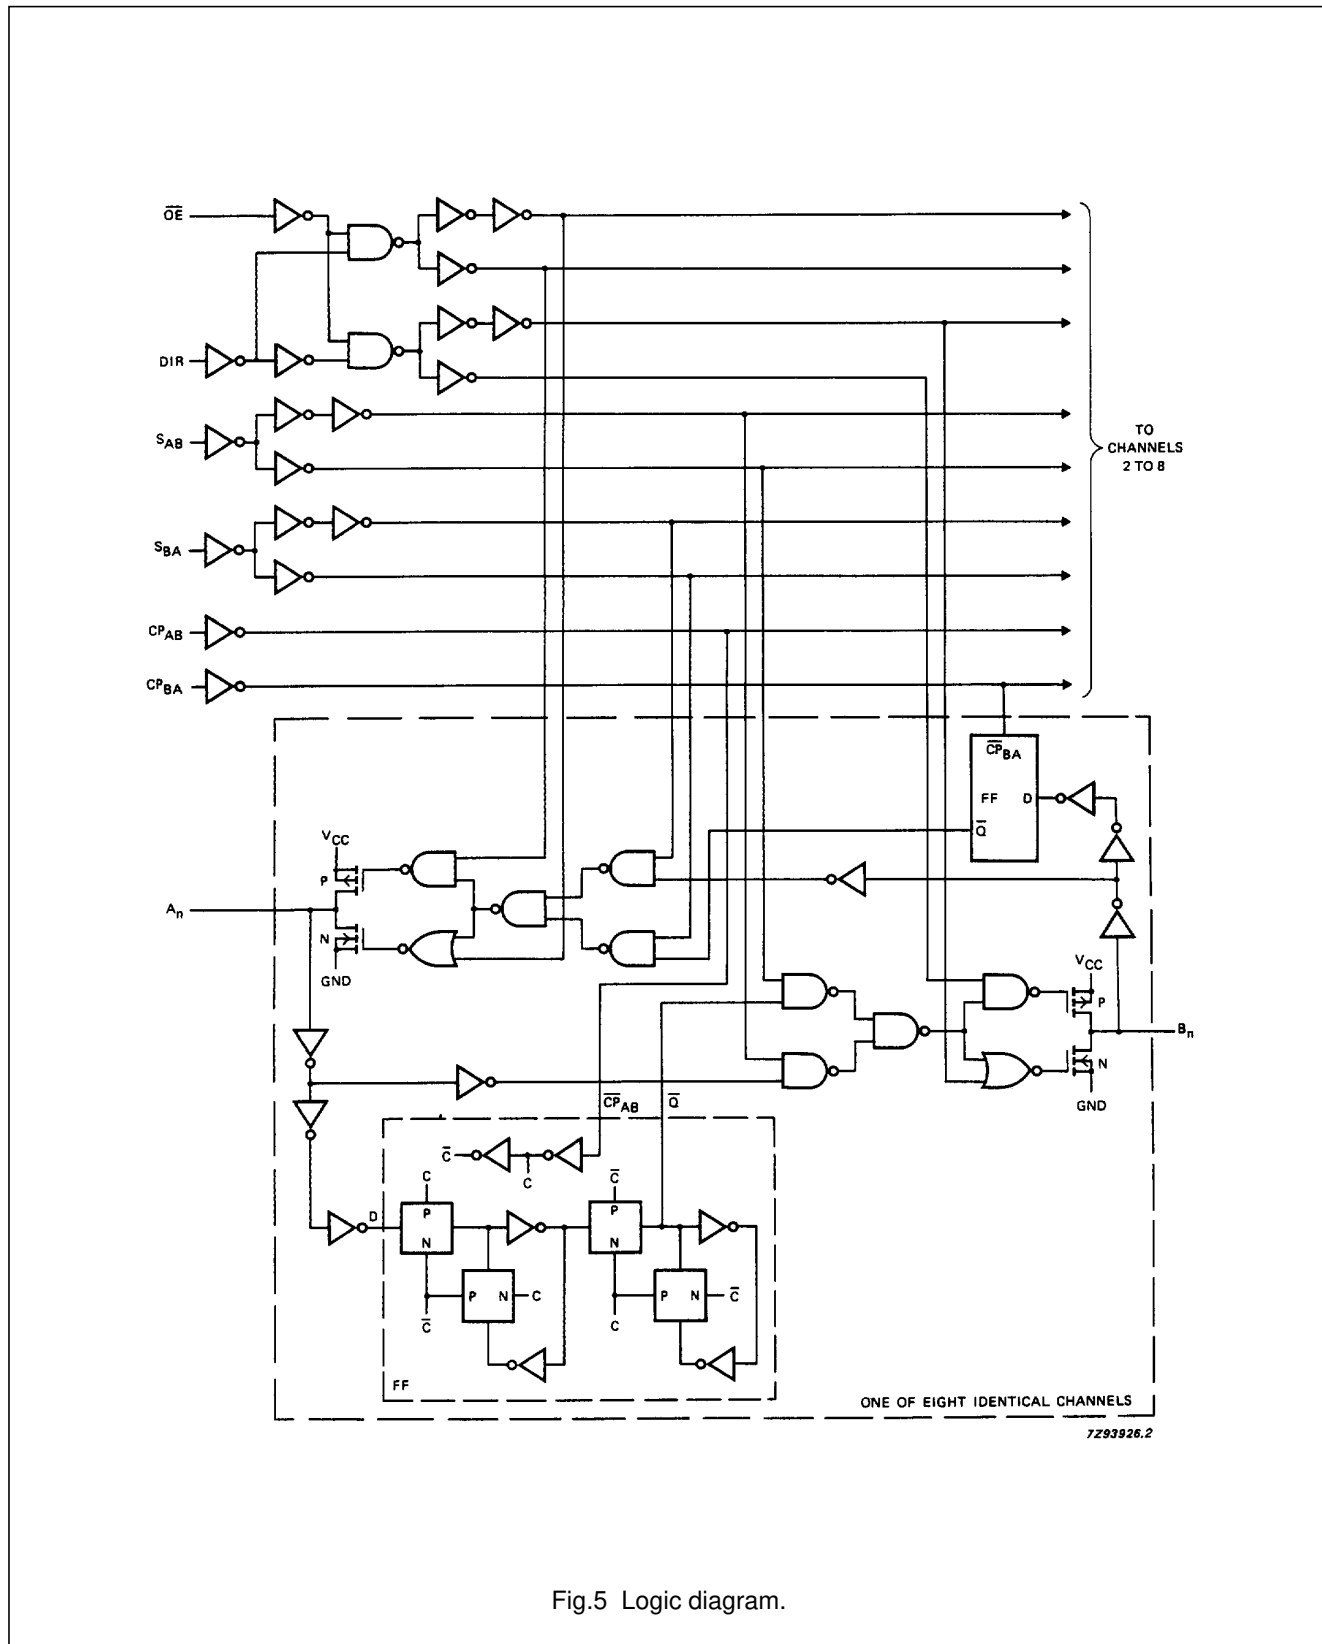 OE
DIR
SAB
SBA
CPAB
CPBA
TO
CHANNELS
2 TO 8
CPBA
FF
D
Q
VCC
P
An
N
GND
VCC
P
Bn
N
GND
CPAB
Q
C
C
C
C
D
P
N
P
N
P
N
C
P
N
C
C
C
FF
ONE OF EIGHT IDENTICAL CHANNELS
7Z93926.2
Fig.5 Logic diagram.